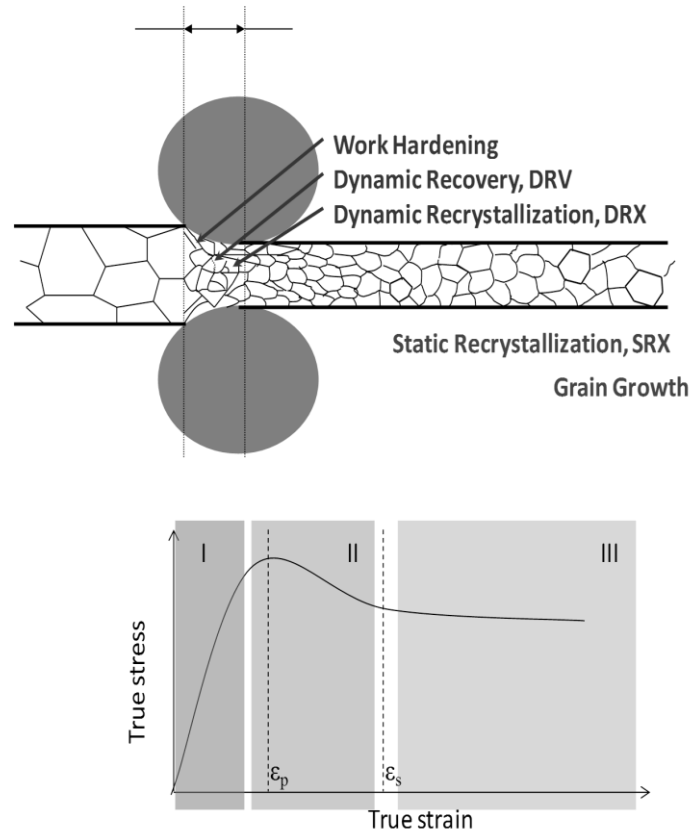 Work Hardening
Dynamic Recovery, DRV
Dynamic Recrystallization, DRX
Static Recrystallization, SRX
Grain Growth
I
II
III
True stress
εp
εs
True strain